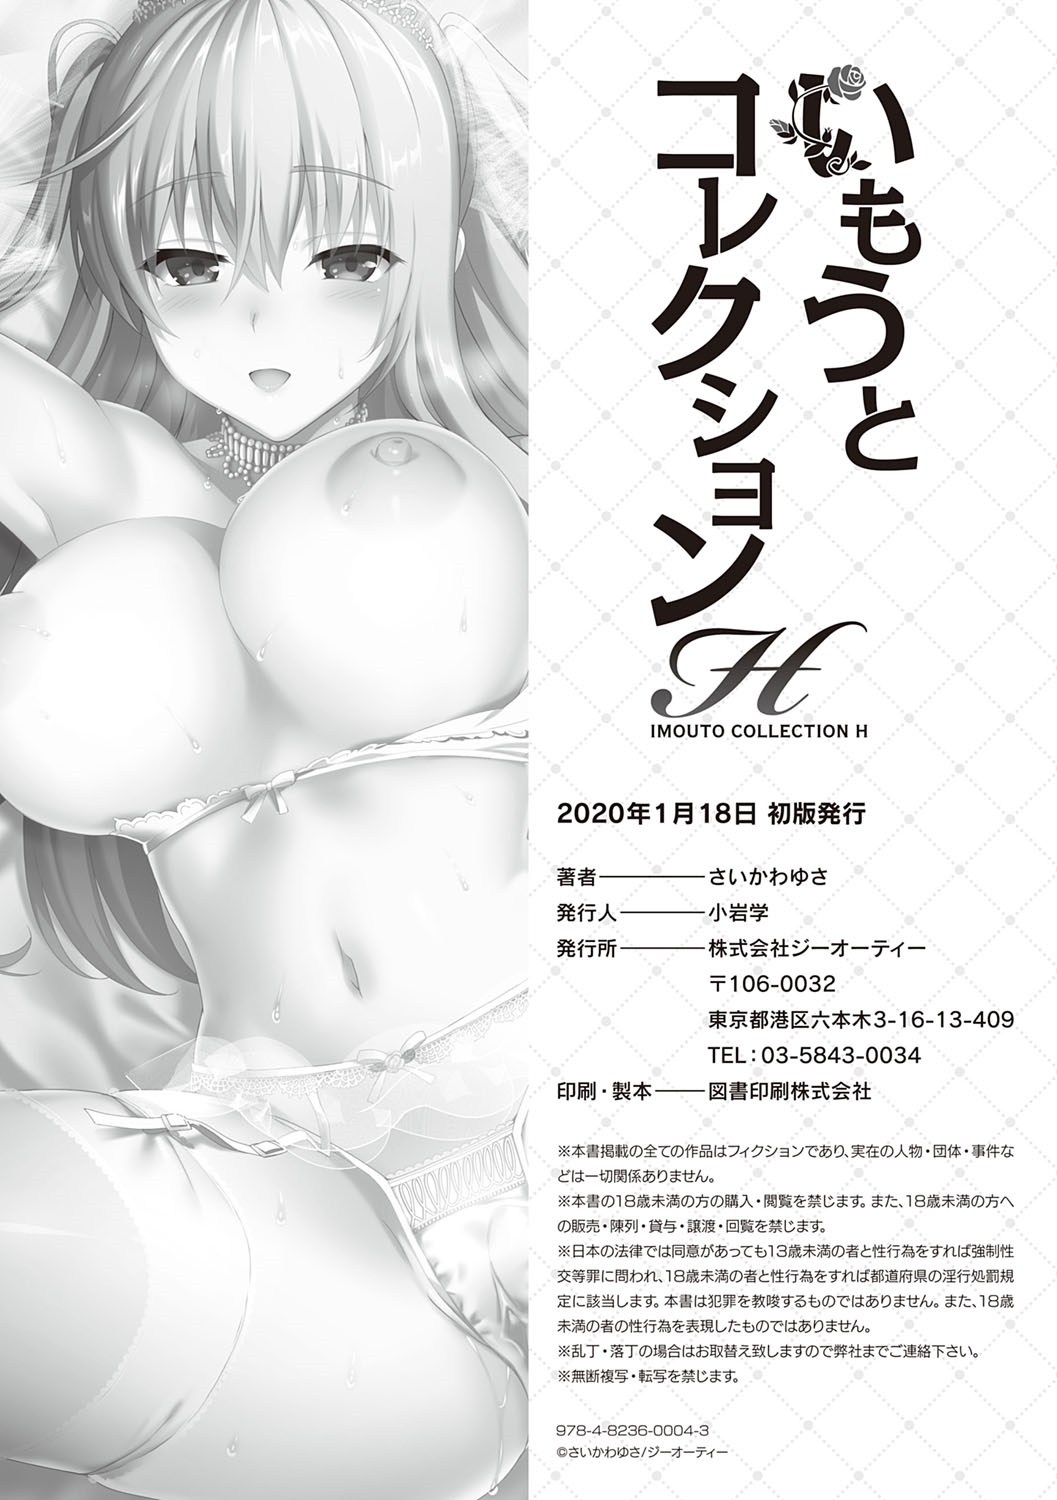 いもうと
コレクション
H
IMOUTO COLLECTION H
2020年1月18日 初版発行
著者――――さいかわゆさ
発行人―――小岩学
発行所―――株式会社ジーオーティー
〒106-0032
東京都港区六本木3-16-13-409
TEL：03-5843-0034
印刷・製本――図書印刷株式会社
※本書掲載の全ての作品はフィクションであり、実在の人物・団体・事件な
どは一切関係ありません。
※本書の18歳未満の方の購入・閲覧を禁じます。また、18歳未満の方へ
の販売・陳列・貸与・譲渡・回覧を禁じます。
※日本の法律では同意があっても13歳未満の者と性行為をすれば強制性
交等罪に問われ、18歳未満の者と性行為をすれば都道府県の淫行処罰規
定に該当します。本書は犯罪を教唆するものではありません。また、18歳
未満の者の性行為を表現したものではありません。
※乱丁・落丁の場合はお取替え致しますので弊社までご連絡下さい。
※無断複写・転写を禁じます。
978-4-8236-0004-3
©さいかわゆさ/ジーオーティー